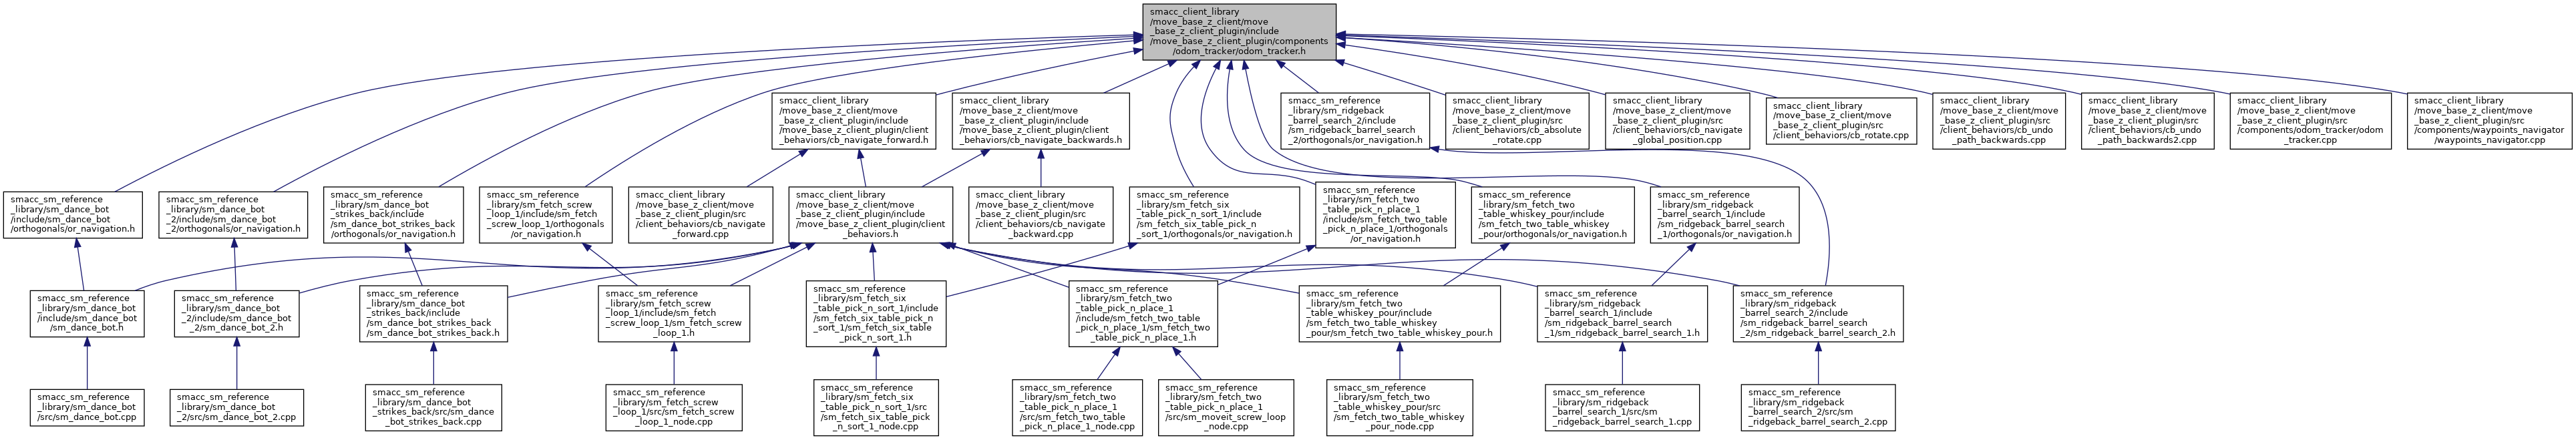 smacc_client_library
/move_base_z_client/move
_base_z_client_plugin/include
/move_base_z_client_plugin/components
/odom_tracker/odom_tracker.h
smacc_client_library
/move_base_z_client/move
_base_z_client_plugin/include
/move_base_z_client_plugin/client
_behaviors/cb_navigate_forward.h
smacc_client_library
/move_base_z_client/move
_base_z_client_plugin/include
/move_base_z_client_plugin/client
_behaviors/cb_navigate_backwards.h
smacc_sm_reference
_library/sm_ridgeback
_barrel_search_2/include
/sm_ridgeback_barrel_search
_2/orthogonals/or_navigation.h
smacc_client_library
/move_base_z_client/move
_base_z_client_plugin/src
/client_behaviors/cb_absolute
_rotate.cpp
smacc_client_library
/move_base_z_client/move
_base_z_client_plugin/src
/client_behaviors/cb_navigate
_global_position.cpp
smacc_client_library
/move_base_z_client/move
_base_z_client_plugin/src
/client_behaviors/cb_rotate.cpp
smacc_client_library
/move_base_z_client/move
_base_z_client_plugin/src
/client_behaviors/cb_undo
_path_backwards.cpp
smacc_client_library
/move_base_z_client/move
_base_z_client_plugin/src
/client_behaviors/cb_undo
_path_backwards2.cpp
smacc_client_library
/move_base_z_client/move
_base_z_client_plugin/src
/components/odom_tracker/odom
_tracker.cpp
smacc_client_library
/move_base_z_client/move
_base_z_client_plugin/src
/components/waypoints_navigator
/waypoints_navigator.cpp
smacc_sm_reference
_library/sm_dance_bot
/include/sm_dance_bot
/orthogonals/or_navigation.h
smacc_sm_reference
_library/sm_dance_bot
_2/include/sm_dance_bot
_2/orthogonals/or_navigation.h
smacc_sm_reference
_library/sm_dance_bot
_strikes_back/include
/sm_dance_bot_strikes_back
/orthogonals/or_navigation.h
smacc_sm_reference
_library/sm_fetch_screw
_loop_1/include/sm_fetch
_screw_loop_1/orthogonals
/or_navigation.h
smacc_client_library
/move_base_z_client/move
_base_z_client_plugin/src
/client_behaviors/cb_navigate
_forward.cpp
smacc_client_library
/move_base_z_client/move
_base_z_client_plugin/include
/move_base_z_client_plugin/client
_behaviors.h
smacc_client_library
/move_base_z_client/move
_base_z_client_plugin/src
/client_behaviors/cb_navigate
_backward.cpp
smacc_sm_reference
_library/sm_fetch_six
_table_pick_n_sort_1/include
/sm_fetch_six_table_pick_n
_sort_1/orthogonals/or_navigation.h
smacc_sm_reference
_library/sm_fetch_two
_table_pick_n_place_1
/include/sm_fetch_two_table
_pick_n_place_1/orthogonals
/or_navigation.h
smacc_sm_reference
_library/sm_fetch_two
_table_whiskey_pour/include
/sm_fetch_two_table_whiskey
_pour/orthogonals/or_navigation.h
smacc_sm_reference
_library/sm_ridgeback
_barrel_search_1/include
/sm_ridgeback_barrel_search
_1/orthogonals/or_navigation.h
smacc_sm_reference
_library/sm_dance_bot
/include/sm_dance_bot
/sm_dance_bot.h
smacc_sm_reference
_library/sm_dance_bot
_2/include/sm_dance_bot
_2/sm_dance_bot_2.h
smacc_sm_reference
_library/sm_dance_bot
_strikes_back/include
/sm_dance_bot_strikes_back
/sm_dance_bot_strikes_back.h
smacc_sm_reference
_library/sm_fetch_screw
_loop_1/include/sm_fetch
_screw_loop_1/sm_fetch_screw
_loop_1.h
smacc_sm_reference
_library/sm_fetch_six
_table_pick_n_sort_1/include
/sm_fetch_six_table_pick_n
_sort_1/sm_fetch_six_table
_pick_n_sort_1.h
smacc_sm_reference
_library/sm_fetch_two
_table_pick_n_place_1
/include/sm_fetch_two_table
_pick_n_place_1/sm_fetch_two
_table_pick_n_place_1.h
smacc_sm_reference
_library/sm_fetch_two
_table_whiskey_pour/include
/sm_fetch_two_table_whiskey
_pour/sm_fetch_two_table_whiskey_pour.h
smacc_sm_reference
_library/sm_ridgeback
_barrel_search_1/include
/sm_ridgeback_barrel_search
_1/sm_ridgeback_barrel_search_1.h
smacc_sm_reference
_library/sm_ridgeback
_barrel_search_2/include
/sm_ridgeback_barrel_search
_2/sm_ridgeback_barrel_search_2.h
smacc_sm_reference
_library/sm_dance_bot
/src/sm_dance_bot.cpp
smacc_sm_reference
_library/sm_dance_bot
_2/src/sm_dance_bot_2.cpp
smacc_sm_reference
_library/sm_dance_bot
_strikes_back/src/sm_dance
_bot_strikes_back.cpp
smacc_sm_reference
_library/sm_fetch_screw
_loop_1/src/sm_fetch_screw
_loop_1_node.cpp
smacc_sm_reference
_library/sm_fetch_six
_table_pick_n_sort_1/src
/sm_fetch_six_table_pick
_n_sort_1_node.cpp
smacc_sm_reference
_library/sm_fetch_two
_table_pick_n_place_1
/src/sm_fetch_two_table
_pick_n_place_1_node.cpp
smacc_sm_reference
_library/sm_fetch_two
_table_pick_n_place_1
/src/sm_moveit_screw_loop
_node.cpp
smacc_sm_reference
_library/sm_fetch_two
_table_whiskey_pour/src
/sm_fetch_two_table_whiskey
_pour_node.cpp
smacc_sm_reference
_library/sm_ridgeback
_barrel_search_1/src/sm
_ridgeback_barrel_search_1.cpp
smacc_sm_reference
_library/sm_ridgeback
_barrel_search_2/src/sm
_ridgeback_barrel_search_2.cpp